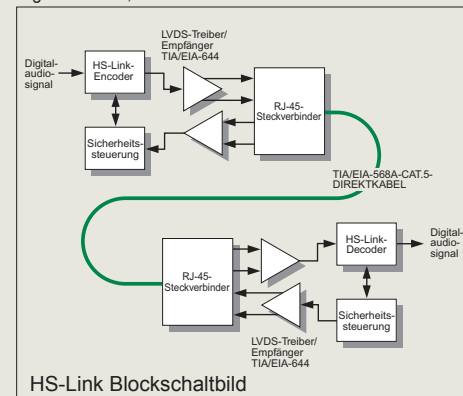 LVDS-Treiber/
Empfänger
TIA/EIA-644
Digital-
audio-
signal
HS-Link-
Encoder
RJ-45-
Steckverbinder
Sicherheits-
steuerung
TIA/EIA-568A-CAT.5-
DIREKTKABEL
RJ-45-
Steckverbinder
HS-Link-
Decoder
Digital-
audio-
signal
Sicherheits-
steuerung
LVDS-Treiber/
Empfänger
TIA/EIA-644
HS-Link Blockschaltbild